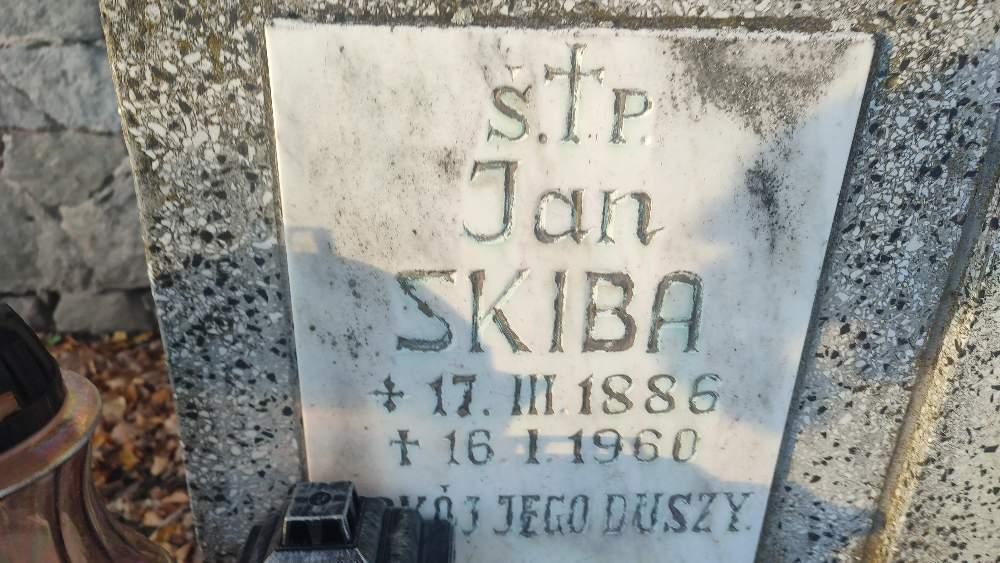 Ś. † P.
Jan
SKIBA
* 17. III. 1886
† 16. I. 1960
JEGO DUSZY.